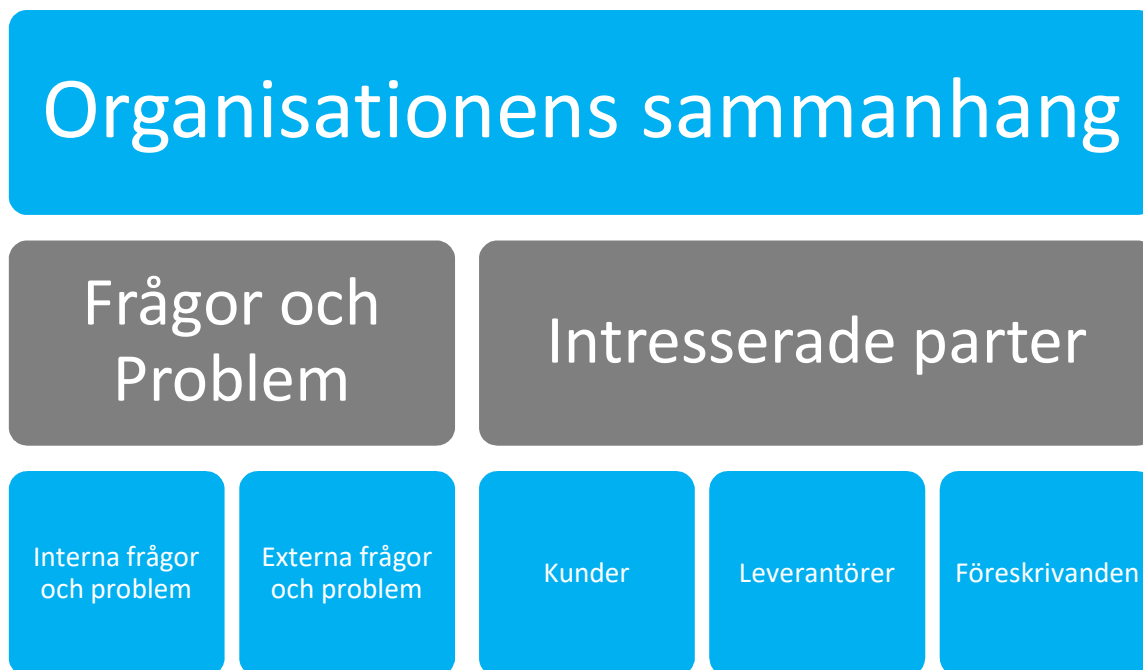 Organisationens sammanhang
Frågor och
Problem
Intresserade parter
Interna frågor
och problem
Externa frågor
och problem
Kunder
Leverantörer
Föreskrivanden